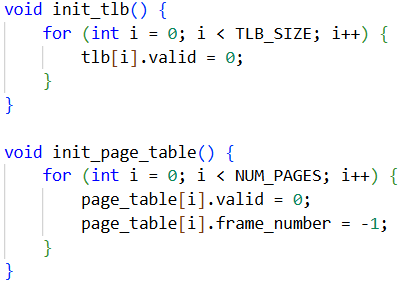 void init_tlb() {
    for (int i = 0; i < TLB_SIZE; i++) {
        tlb[i].valid = 0;
    }
}

void init_page_table() {
    for (int i = 0; i < NUM_PAGES; i++) {
        page_table[i].valid = 0;
        page_table[i].frame_number = -1;
    }
}